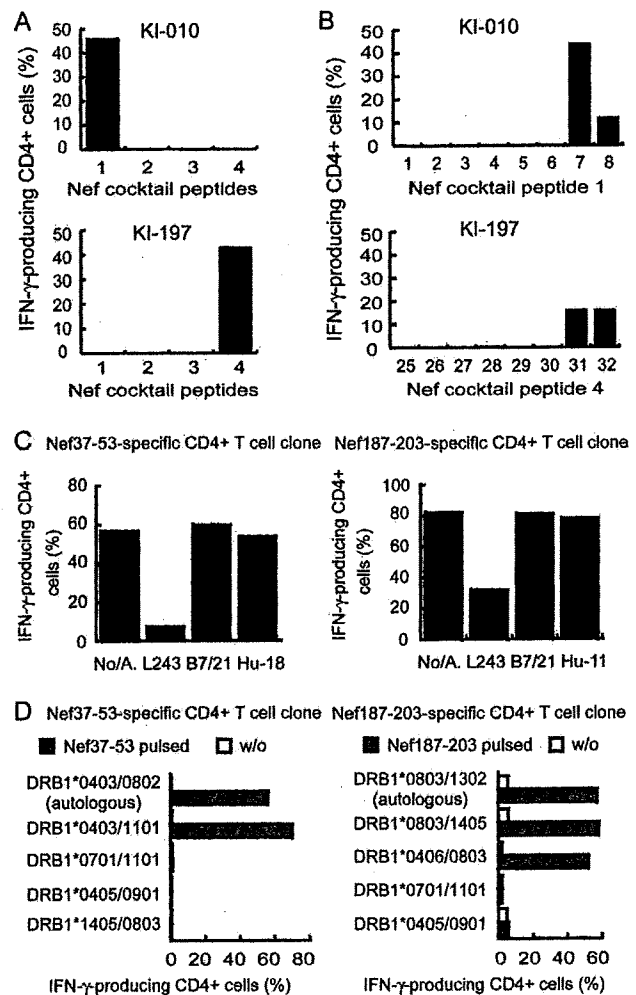 A
KI-010
IFN-γ-producing CD4+ cells (%)
50
40
30
20
10
0
1 2 3 4
Nef cocktail peptides
KI-197
50
40
30
20
10
0
1 2 3 4
Nef cocktail peptides
B
KI-010
IFN-γ-producing CD4+ cells (%)
50
40
30
20
10
0
1 2 3 4 5 6 7 8
Nef cocktail peptide 1
KI-197
50
40
30
20
10
0
25 26 27 28 29 30 31 32
Nef cocktail peptide 4
C
Nef37-53-specific CD4+ T cell clone
IFN-γ-producing CD4+
cells (%)
80
60
40
20
0
No/A. L243 B7/21 Hu-18
Nef187-203-specific CD4+ T cell clone
IFN-γ-producing CD4+
cells (%)
100
80
60
40
20
0
No/A. L243 B7/21 Hu-11
D
Nef37-53-specific CD4+ T cell clone
Nef37-53 pulsed w/o
DRB1*0403/0802
(autologous)
DRB1*0403/1101
DRB1*0701/1101
DRB1*0405/0901
DRB1*1405/0803
0 20 40 60 80
IFN-γ-producing CD4+ cells (%)
Nef187-203-specific CD4+ T cell clone
Nef187-203 pulsed w/o
DRB1*0803/1302
(autologous)
DRB1*0803/1405
DRB1*0406/0803
DRB1*0701/1101
DRB1*0405/0901
0 20 40 60
IFN-γ-producing CD4+ cells (%)